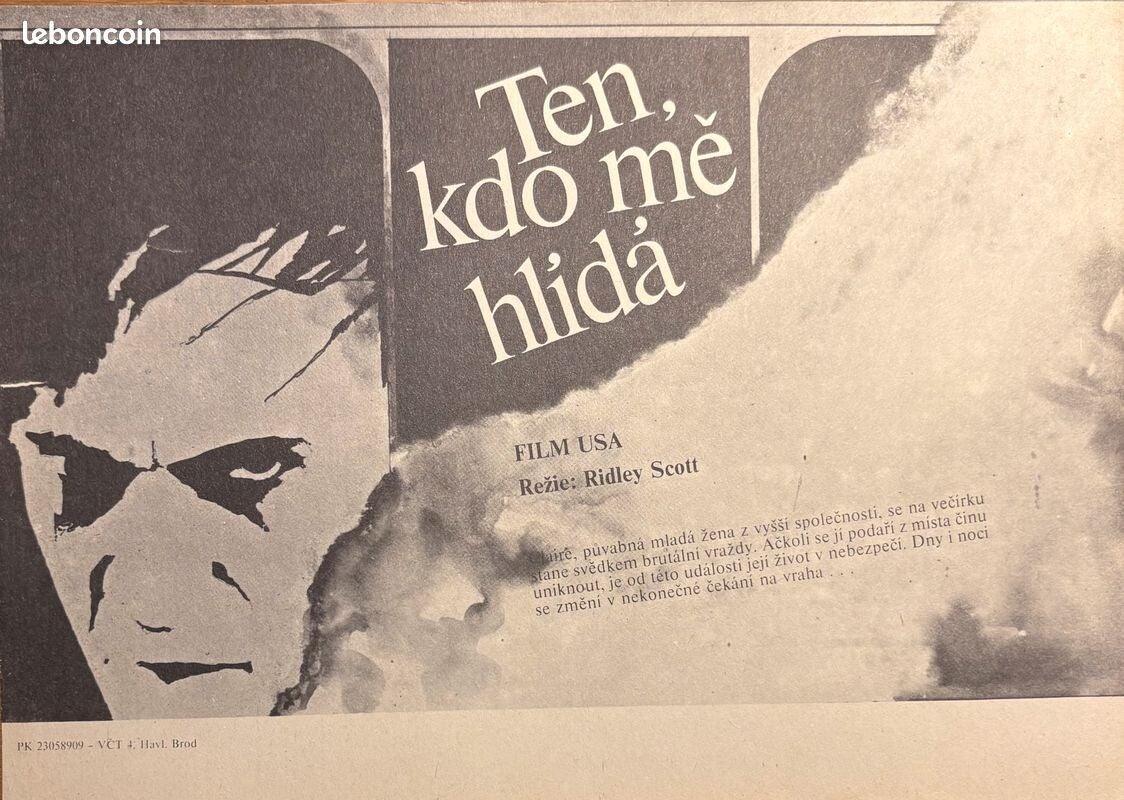 leboncoin
Ten,
kdo mě
hlídá
FILM USA
Režie: Ridley Scott
Claire, půvabná mladá žena z vyšší společnosti, se na večírku
stane svědkem brutální vraždy. Ačkoli se jí podaří z místa činu
uniknout, je od této události její život v nebezpečí. Dny i noci
se změní v nekonečné čekání na vraha . . .
PK 23058909 – VČT 4, Havl. Brod